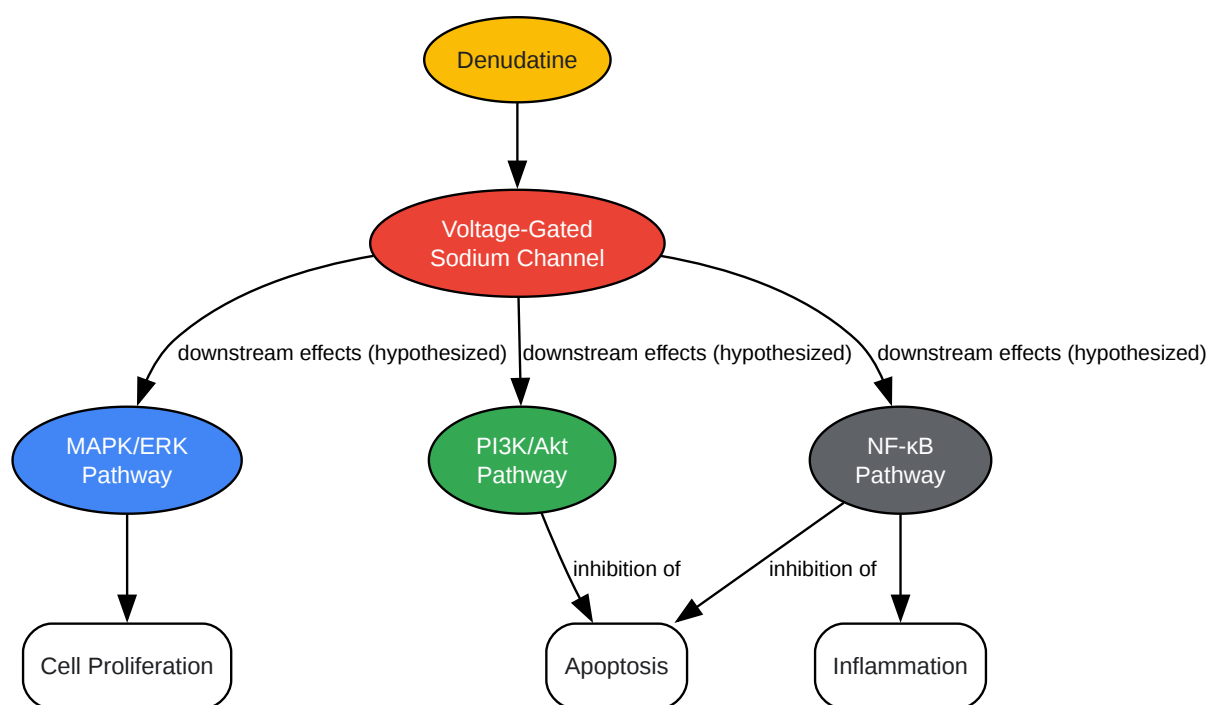 Denudatine
Voltage-Gated
Sodium Channel
downstream effects (hypothesized)
downstream effects (hypothesized)
downstream effects (hypothesized)
MAPK/ERK
Pathway
PI3K/Akt
Pathway
NF-κB
Pathway
inhibition of
inhibition of
Cell Proliferation
Apoptosis
Inflammation